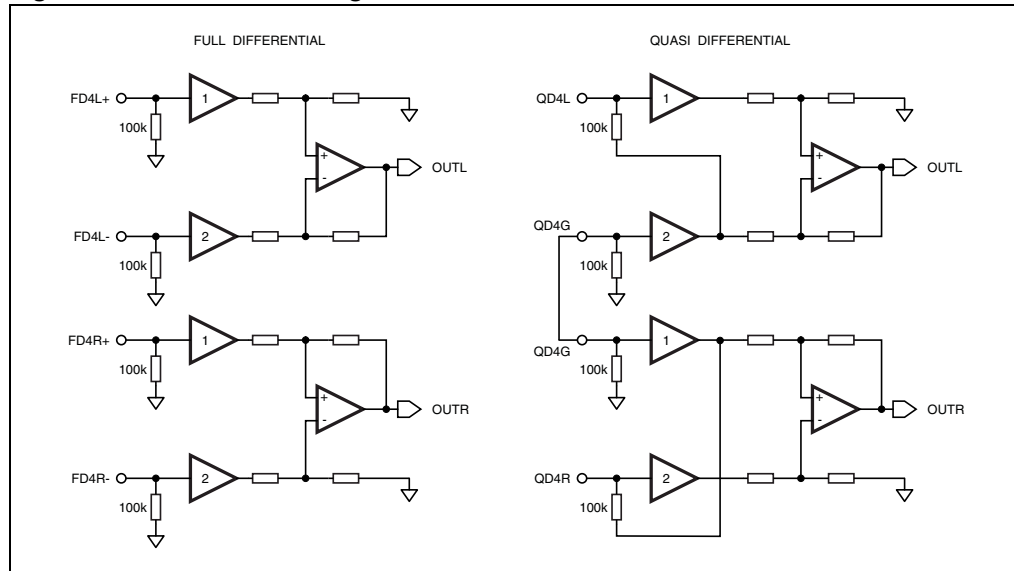 FULL DIFFERENTIAL
FD4L+
100k
1
+
-
OUTL
FD4L-
100k
2
FD4R+
100k
1
+
-
OUTR
FD4R-
100k
2
QUASI DIFFERENTIAL
QD4L
100k
1
+
-
OUTL
QD4G
100k
2
QD4G
100k
1
+
-
OUTR
QD4R
100k
2